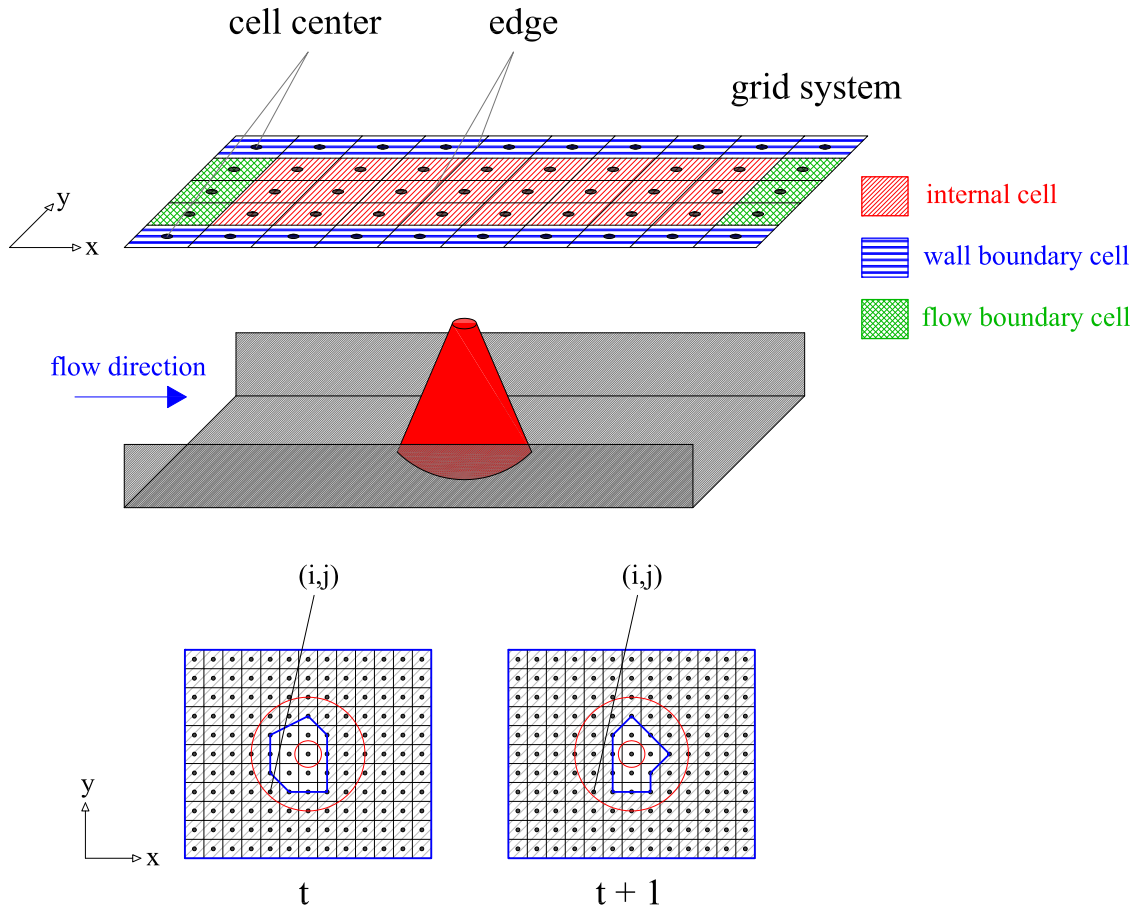 cell center
edge
grid system
y
x
internal cell
wall boundary cell
flow boundary cell
flow direction
(i,j)
(i,j)
y
x
t
t + 1